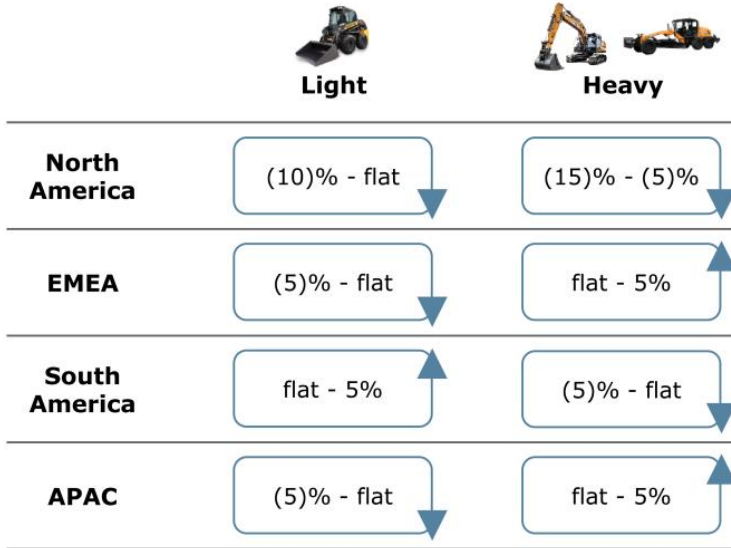 Light
Heavy
North
America
(10)% - flat
(15)% - (5)%
EMEA
(5)% - flat
flat - 5%
South
America
flat - 5%
(5)% - flat
APAC
(5)% - flat
flat - 5%